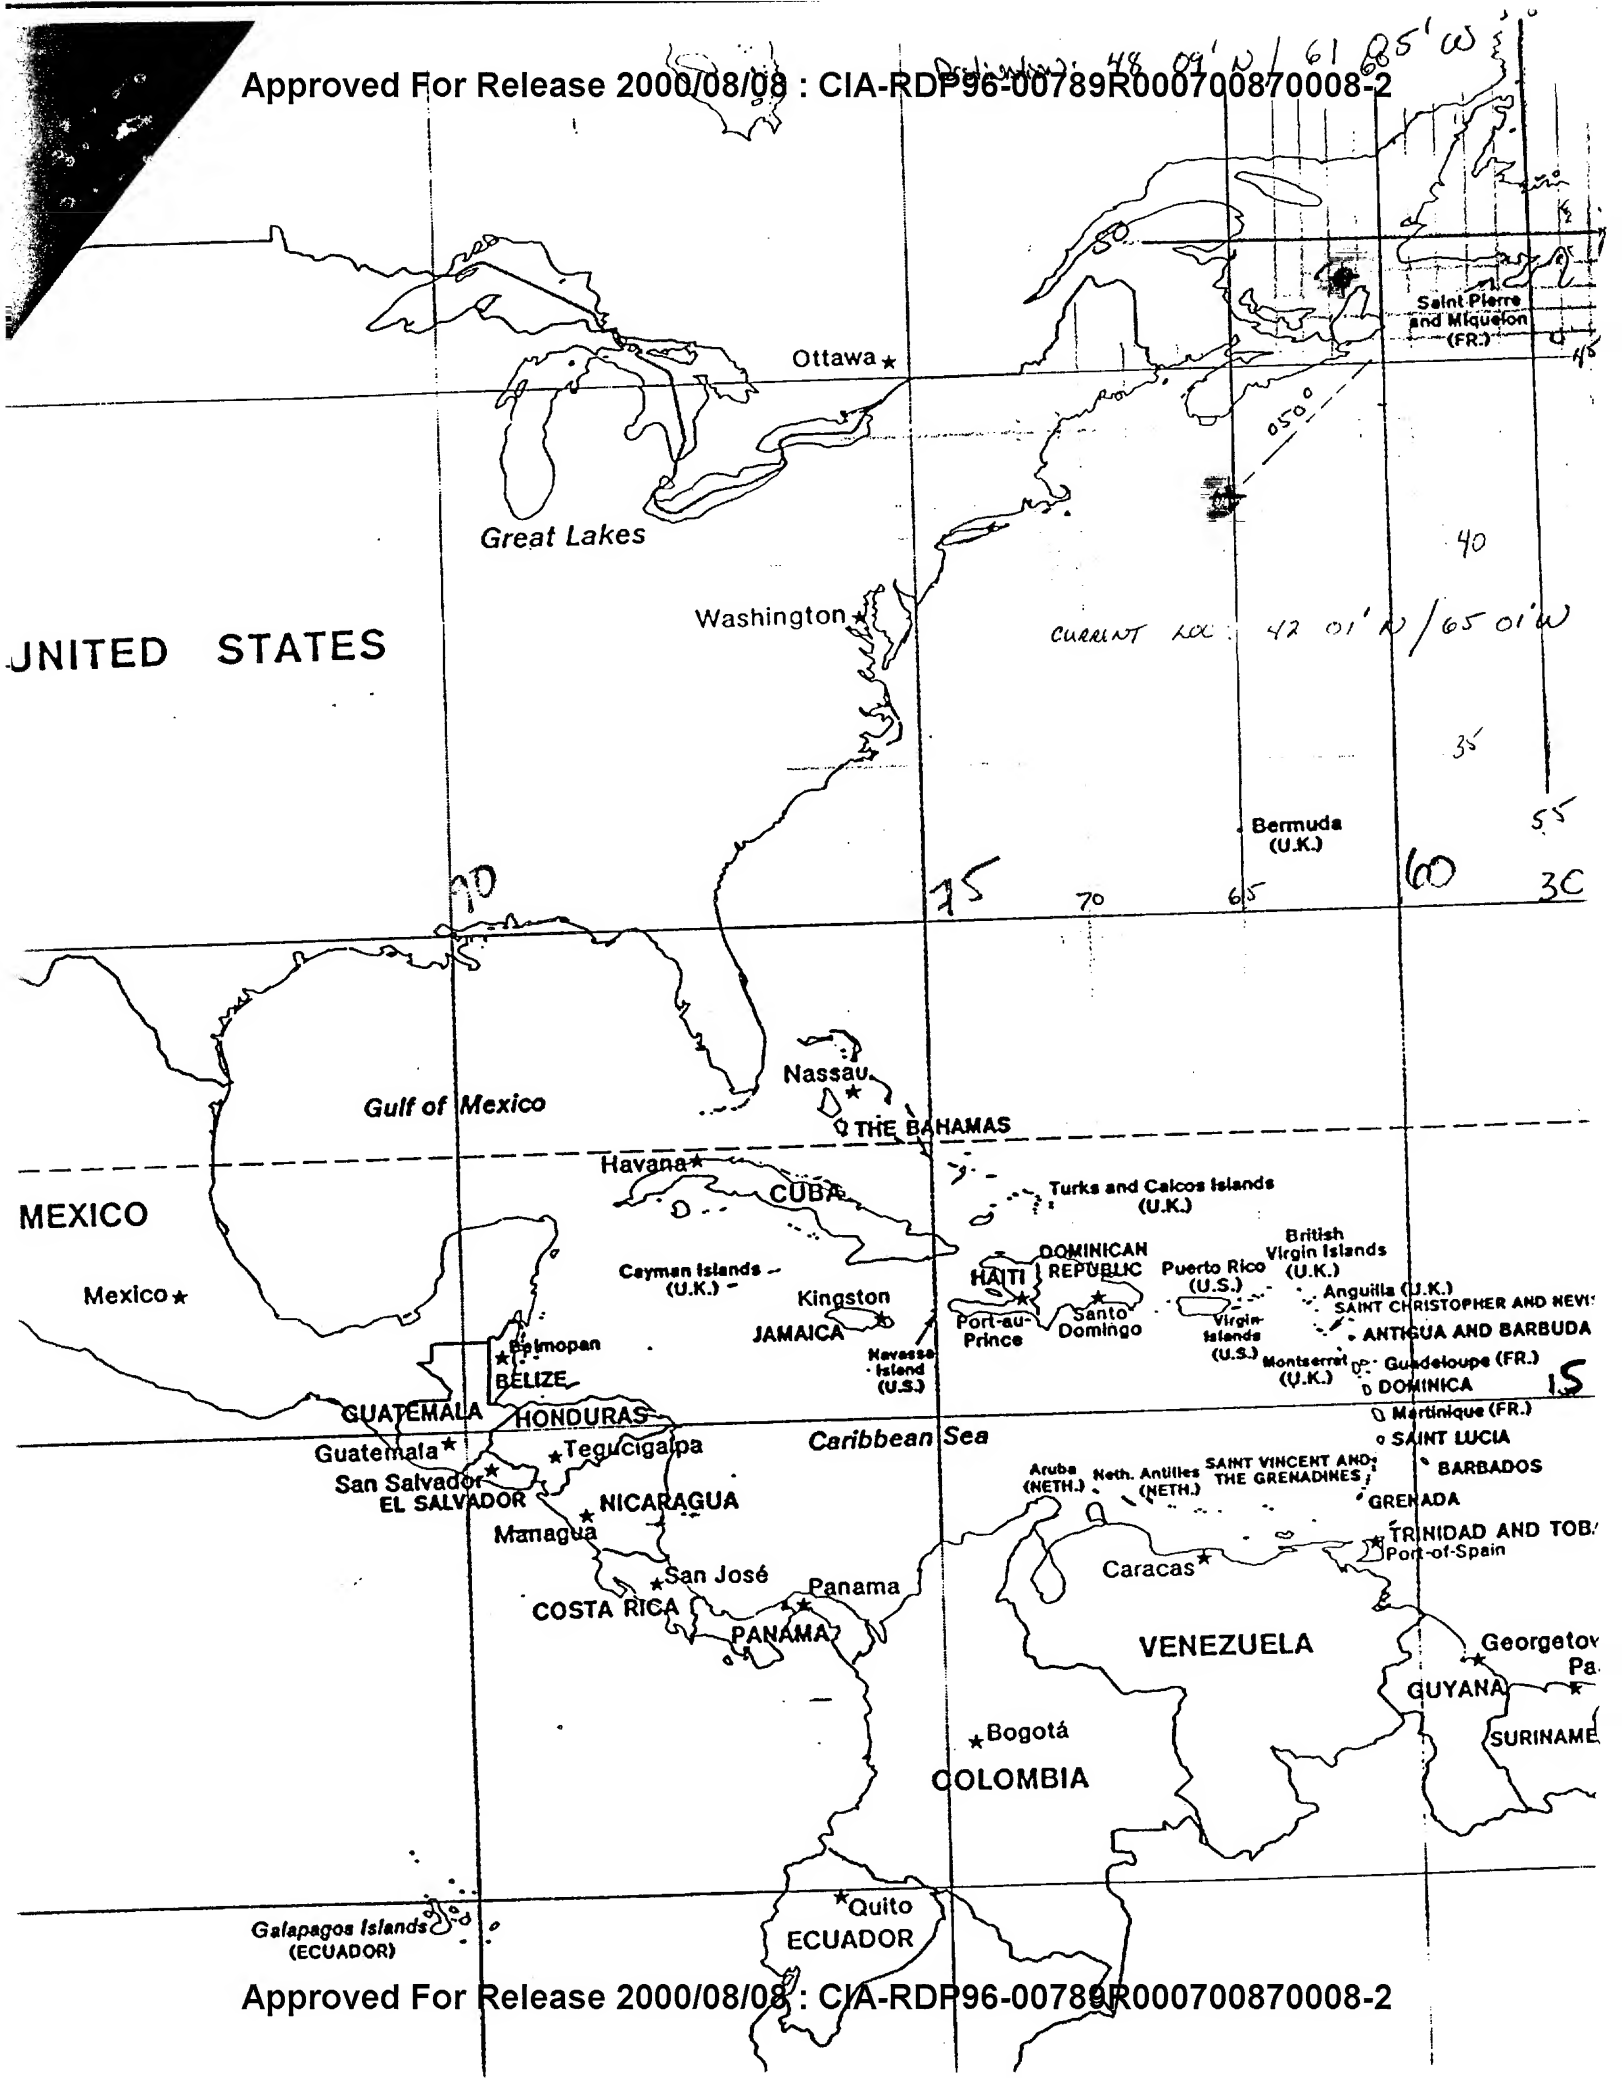 Destination: 48 09' N / 61 05' W
Approved For Release 2000/08/08 : CIA-RDP96-00789R000700870008-2
50
Saint Pierre
and Miquelon
(FR.)
45
Ottawa
050°
Great Lakes
40
Washington
CURRENT LOC: 42 01' N / 65 01' W
UNITED STATES
35
Bermuda
(U.K.)
55
90
75
70
65
60
30
Nassau
Gulf of Mexico
THE BAHAMAS
Havana
CUBA
Turks and Caicos Islands
(U.K.)
MEXICO
British
Virgin Islands
(U.K.)
DOMINICAN
REPUBLIC
HAITI
Puerto Rico
(U.S.)
Cayman Islands
(U.K.)
Mexico
Kingston
JAMAICA
Anguilla (U.K.)
SAINT CHRISTOPHER AND NEVI
Port-au-
Prince
Santo
Domingo
Virgin
Islands
(U.S.)
ANTIGUA AND BARBUDA
Navassa
Island
(U.S.)
Montserrat
(U.K.)
Guadeloupe (FR.)
DOMINICA
15
Belmopan
BELIZE
GUATEMALA
HONDURAS
Martinique (FR.)
Guatemala
Tegucigalpa
Caribbean Sea
SAINT LUCIA
San Salvador
EL SALVADOR
Aruba
(NETH.)
Neth. Antilles
(NETH.)
SAINT VINCENT AND
THE GRENADINES
BARBADOS
NICARAGUA
GRENADA
Managua
TRINIDAD AND TOB
Port-of-Spain
San José
Caracas
COSTA RICA
Panama
PANAMA
VENEZUELA
Georgetow
Pa
GUYANA
Bogotá
SURINAME
COLOMBIA
Quito
ECUADOR
Galapagos Islands
(ECUADOR)
Approved For Release 2000/08/08 : CIA-RDP96-00789R000700870008-2